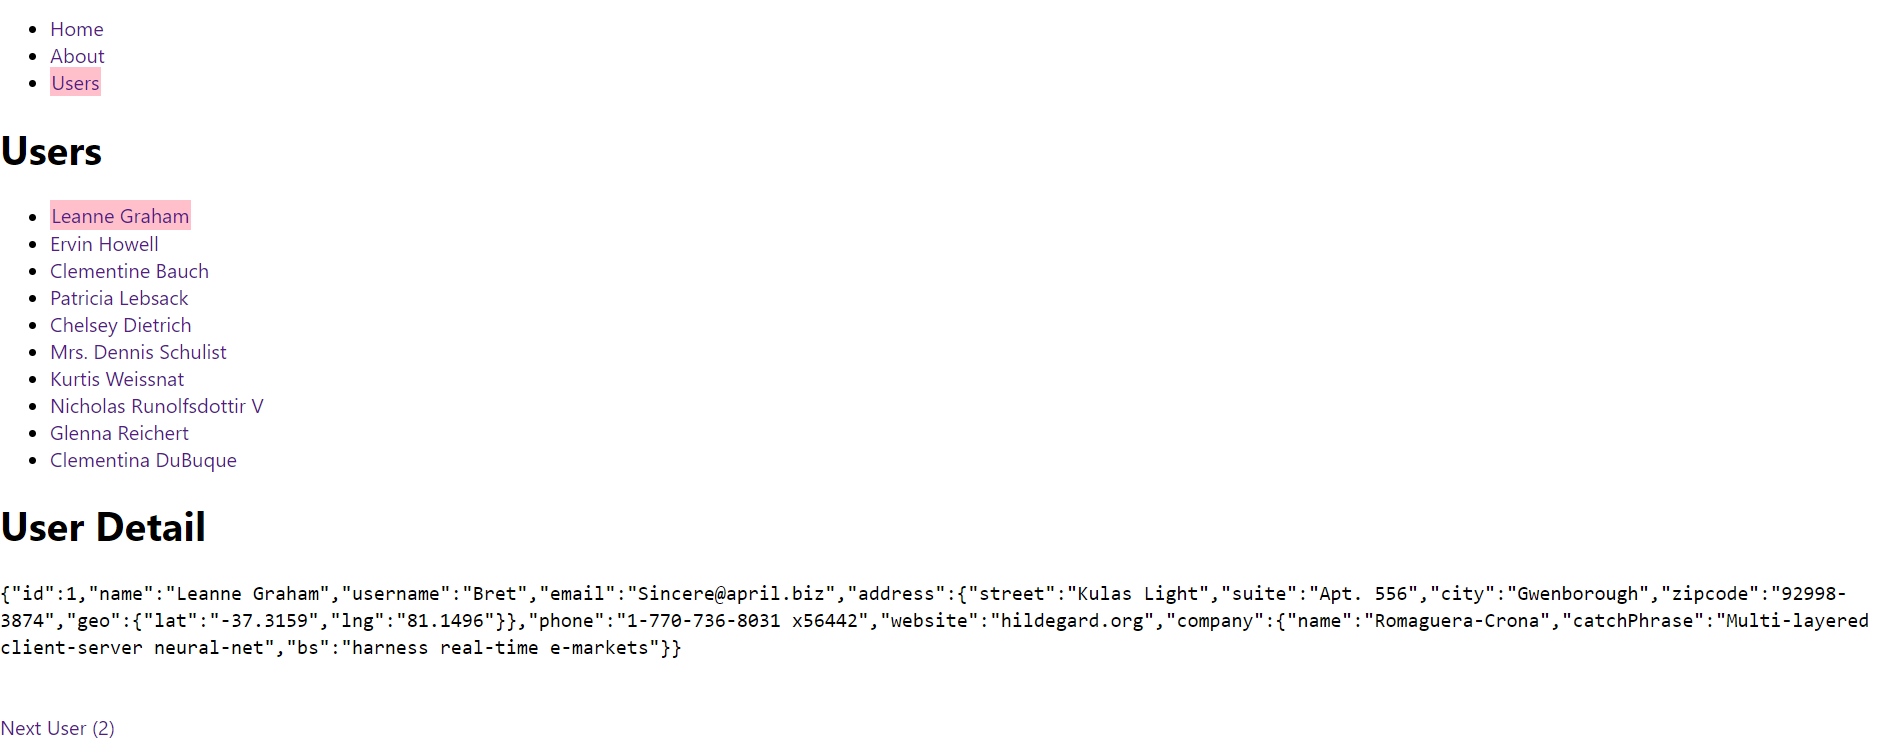 Home
About
Users
Users
Leanne Graham
Ervin Howell
Clementine Bauch
Patricia Lebsack
Chelsey Dietrich
Mrs. Dennis Schulist
Kurtis Weissnat
Nicholas Runolfsdottir V
Glenna Reichert
Clementina DuBuque
User Detail
{"id":1,"name":"Leanne Graham","username":"Bret","email":"Sincere@april.biz","address":{"street":"Kulas Light","suite":"Apt. 556","city":"Gwenborough","zipcode":"92998-
3874","geo":{"lat":"-37.3159","lng":"81.1496"}},"phone":"1-770-736-8031 x56442","website":"hildegard.org","company":{"name":"Romaguera-Crona","catchPhrase":"Multi-layered
client-server neural-net","bs":"harness real-time e-markets"}}
Next User (2)